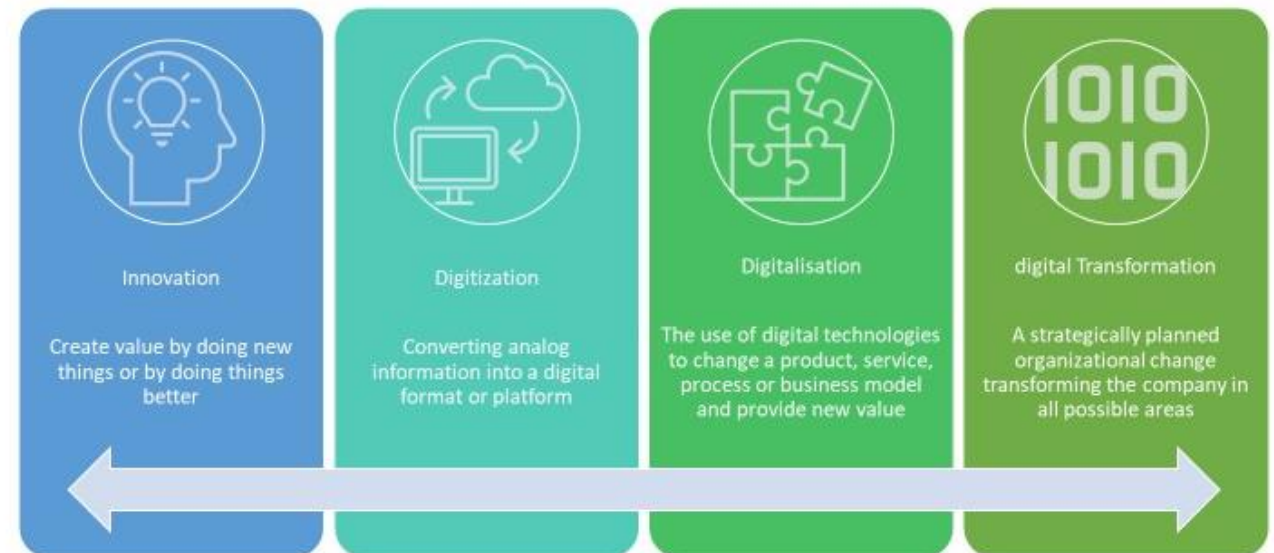 1010
1010
Innovation
Create value by doing new
things or by doing things
better
Digitization
Converting analog
information into a digital
format or platform
Digitalisation
The use of digital technologies
to change a product, service,
process or business model
and provide new value
digital Transformation
A strategically planned
organizational change
transforming the company in
all possible areas